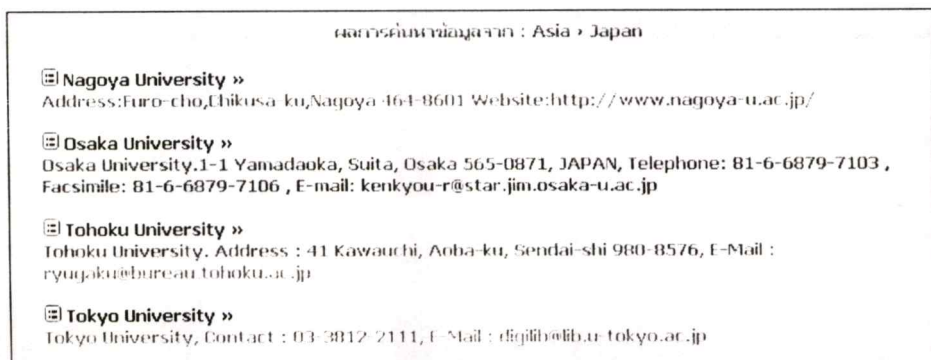 ผลการค้นหาข้อมูลจาก : Asia › Japan
Nagoya University »
Address:Furo-cho,Chikusa-ku,Nagoya 464-8601 Website:http://www.nagoya-u.ac.jp/
Osaka University »
Osaka University.1-1 Yamadaoka, Suita, Osaka 565-0871, JAPAN, Telephone: 81-6-6879-7103 ,
Facsimile: 81-6-6879-7106 , E-mail: kenkyou-r@star.jim.osaka-u.ac.jp
Tohoku University »
Tohoku University. Address : 41 Kawauchi, Aoba-ku, Sendai-shi 980-8576, E-Mail :
ryugaku@bureau.tohoku.ac.jp
Tokyo University »
Tokyo University, Contact : 03-3812-2111, E-Mail : digilib@lib.u-tokyo.ac.jp